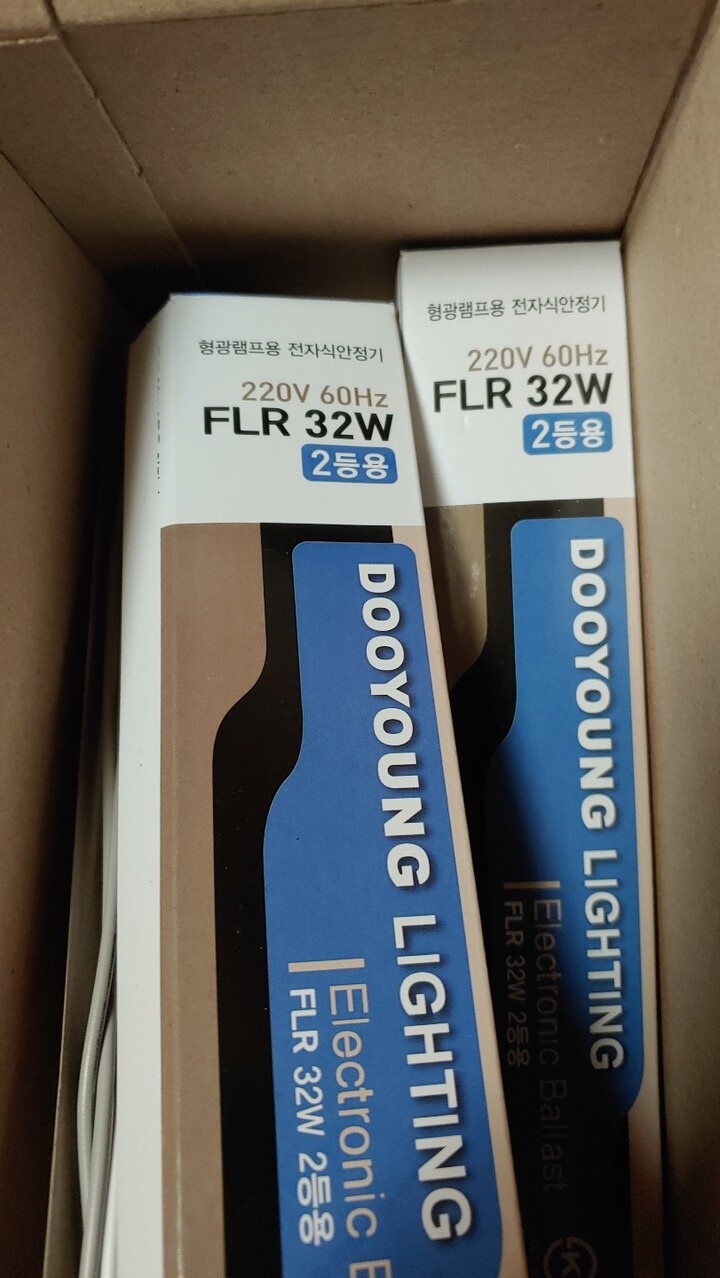 형광램프용 전자식안정기
220V 60Hz
FLR 32W
2등용
DOOYOUNG LIGHTING
Electronic
FLR 32W 2등용
형광램프용 전자식안정기
220V 60Hz
FLR 32W
2등용
DOOYOUNG LIGHTING
Electronic Ballast
FLR 32W 2등용